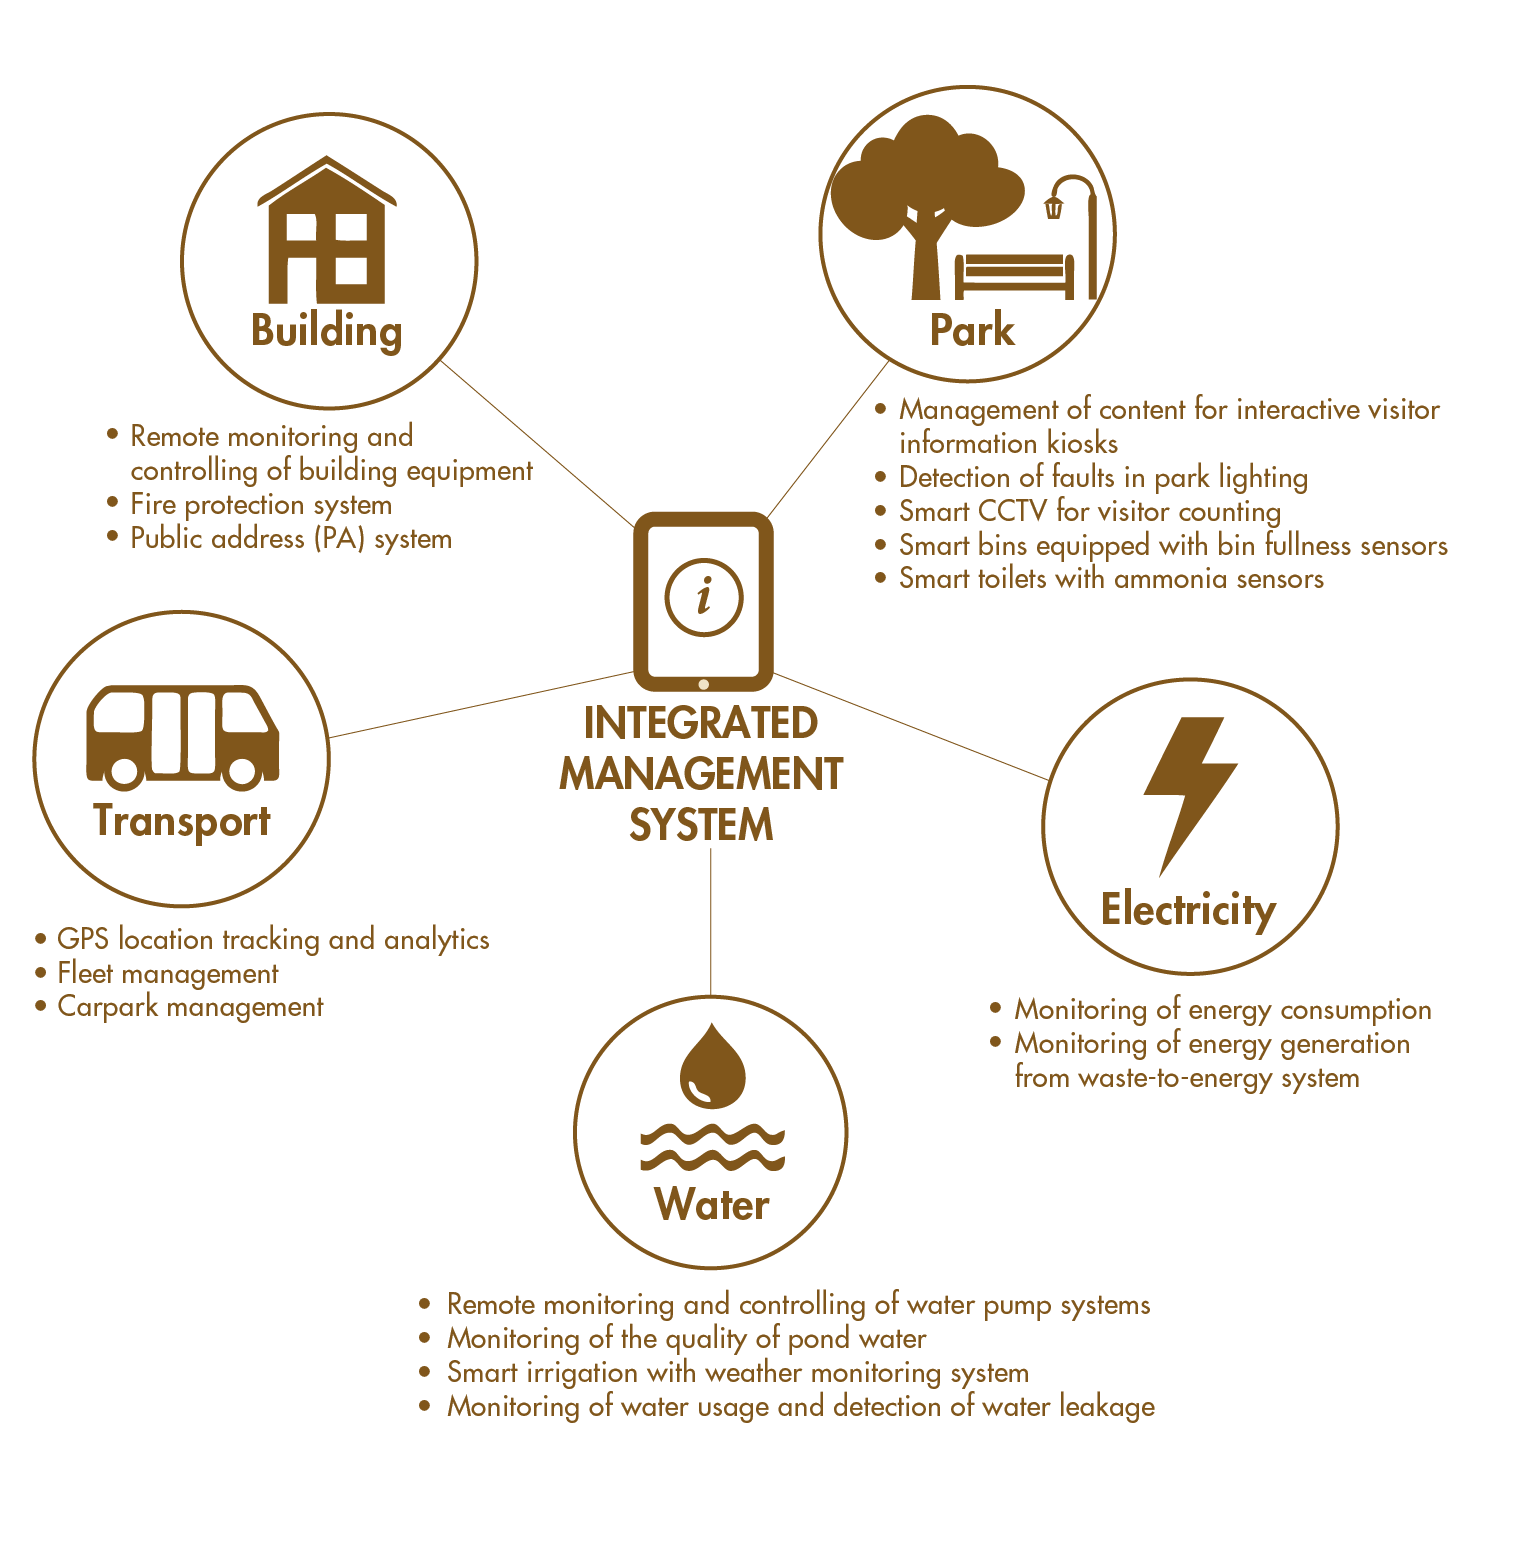 Building
• Remote monitoring and
controlling of building equipment
• Fire protection system
• Public address (PA) system
Park
• Management of content for interactive visitor
information kiosks
• Detection of faults in park lighting
• Smart CCTV for visitor counting
• Smart bins equipped with bin fullness sensors
• Smart toilets with ammonia sensors
i
INTEGRATED
MANAGEMENT
SYSTEM
Transport
• GPS location tracking and analytics
• Fleet management
• Carpark management
Electricity
• Monitoring of energy consumption
• Monitoring of energy generation
from waste-to-energy system
Water
• Remote monitoring and controlling of water pump systems
• Monitoring of the quality of pond water
• Smart irrigation with weather monitoring system
• Monitoring of water usage and detection of water leakage